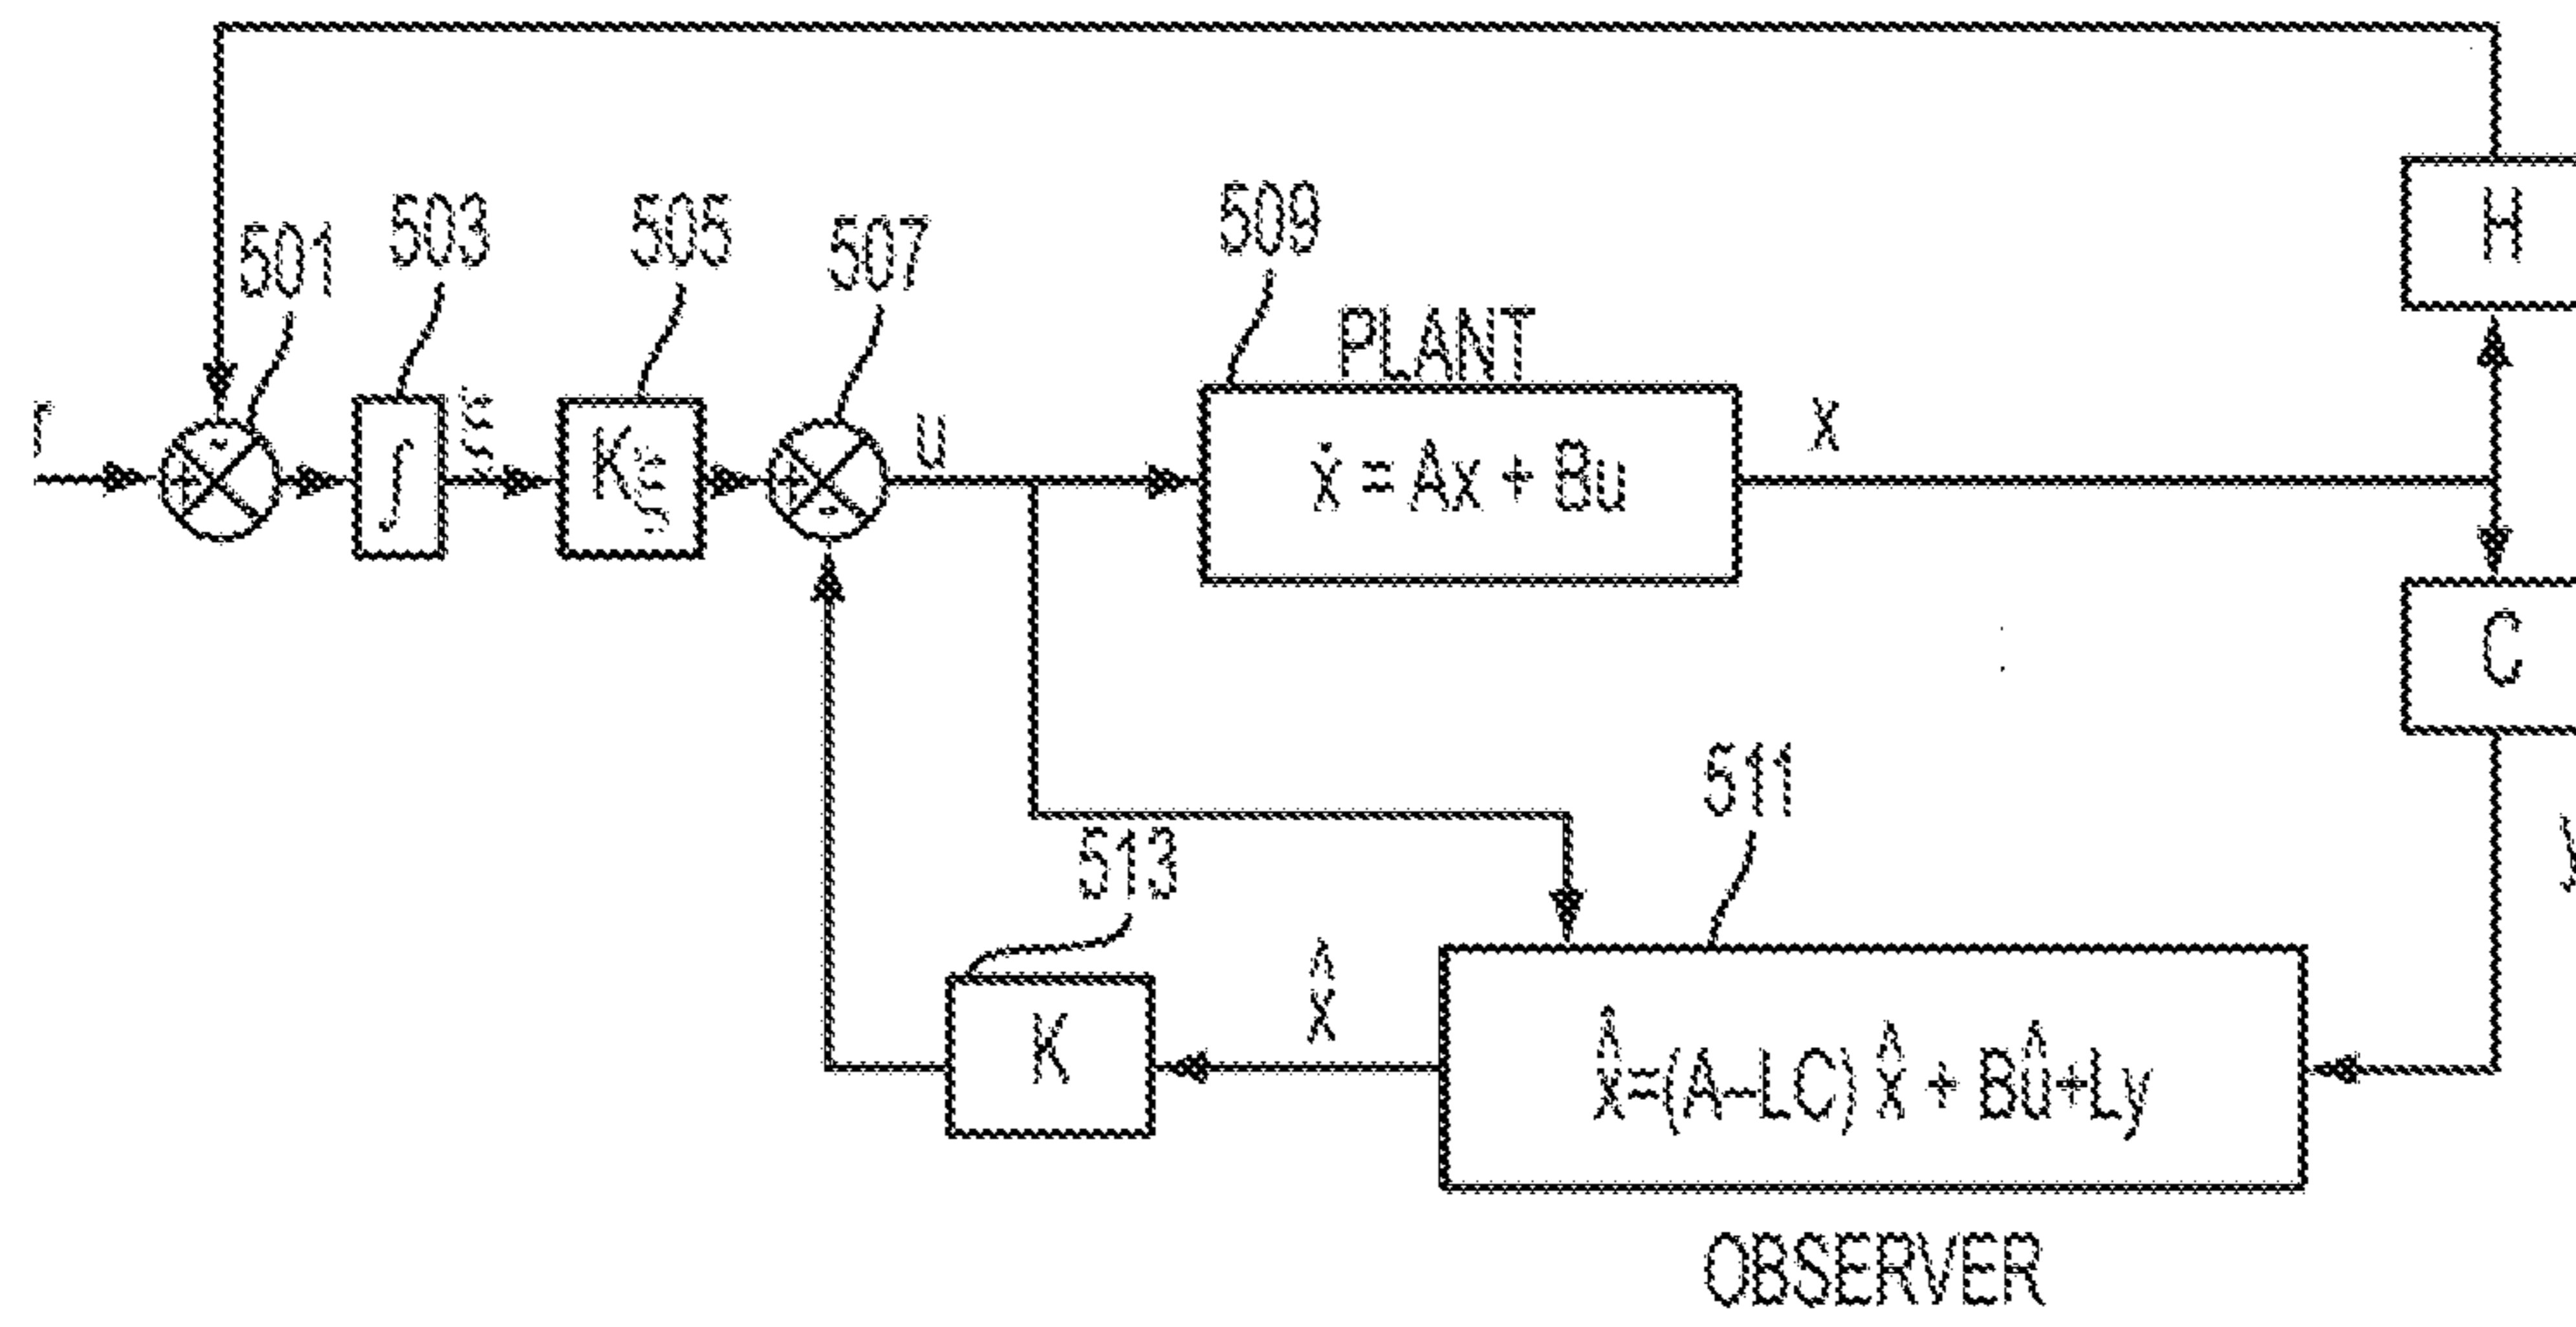 501
503
505
507
509
PLANT
H
r
+
-
∫
ξ
Kξ
+
-
u
ẋ = Ax + Bu
x
C
511
y
513
K
x̂
x̂=(A–LC) x̂ + Bû+Ly
OBSERVER